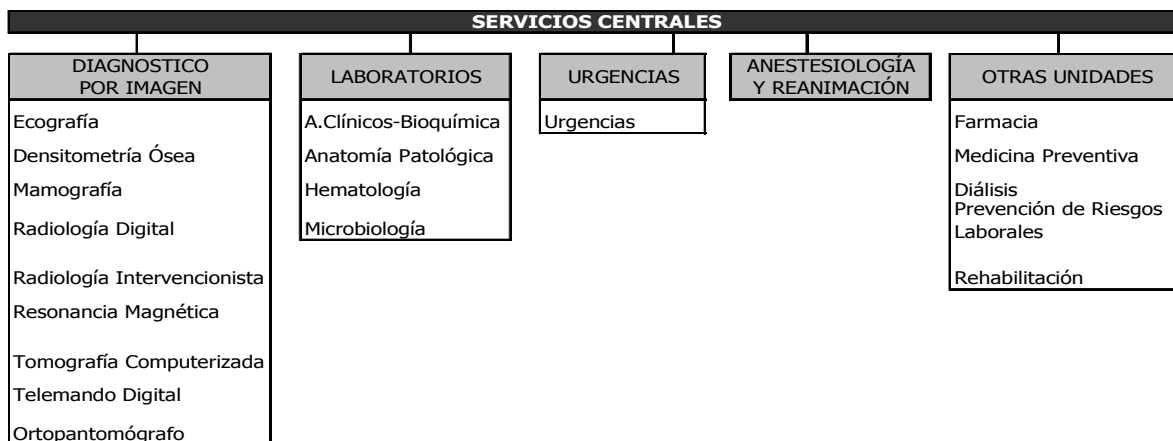 SERVICIOS CENTRALES
DIAGNOSTICO
POR IMAGEN
Ecografía
Densitometría Ósea
Mamografía
Radiología Digital
Radiología Intervencionista
Resonancia Magnética
Tomografía Computerizada
Telemando Digital
Ortopantomógrafo
LABORATORIOS
A.Clínicos-Bioquímica
Anatomía Patológica
Hematología
Microbiología
URGENCIAS
Urgencias
ANESTESIOLOGÍA
Y REANIMACIÓN
OTRAS UNIDADES
Farmacia
Medicina Preventiva
Diálisis
Prevención de Riesgos
Laborales
Rehabilitación